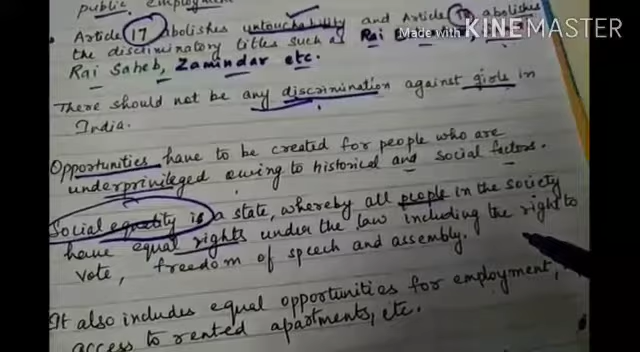 public employment
• Article 17 abolishes untouchability and Article abolishes
the discriminatory titles such as Rai
Rai Saheb, Zamindar etc.
Made with KINEMASTER
There should not be any discrimination against girls in
India.
Opportunities have to be created for people who are
underprivileged owing to historical and social factors.
Social equality is a state, whereby all people in the society
have equal rights under the law including the right to
vote, freedom of speech and assembly.
It also includes equal opportunities for employment,
access to rented apartments, etc.